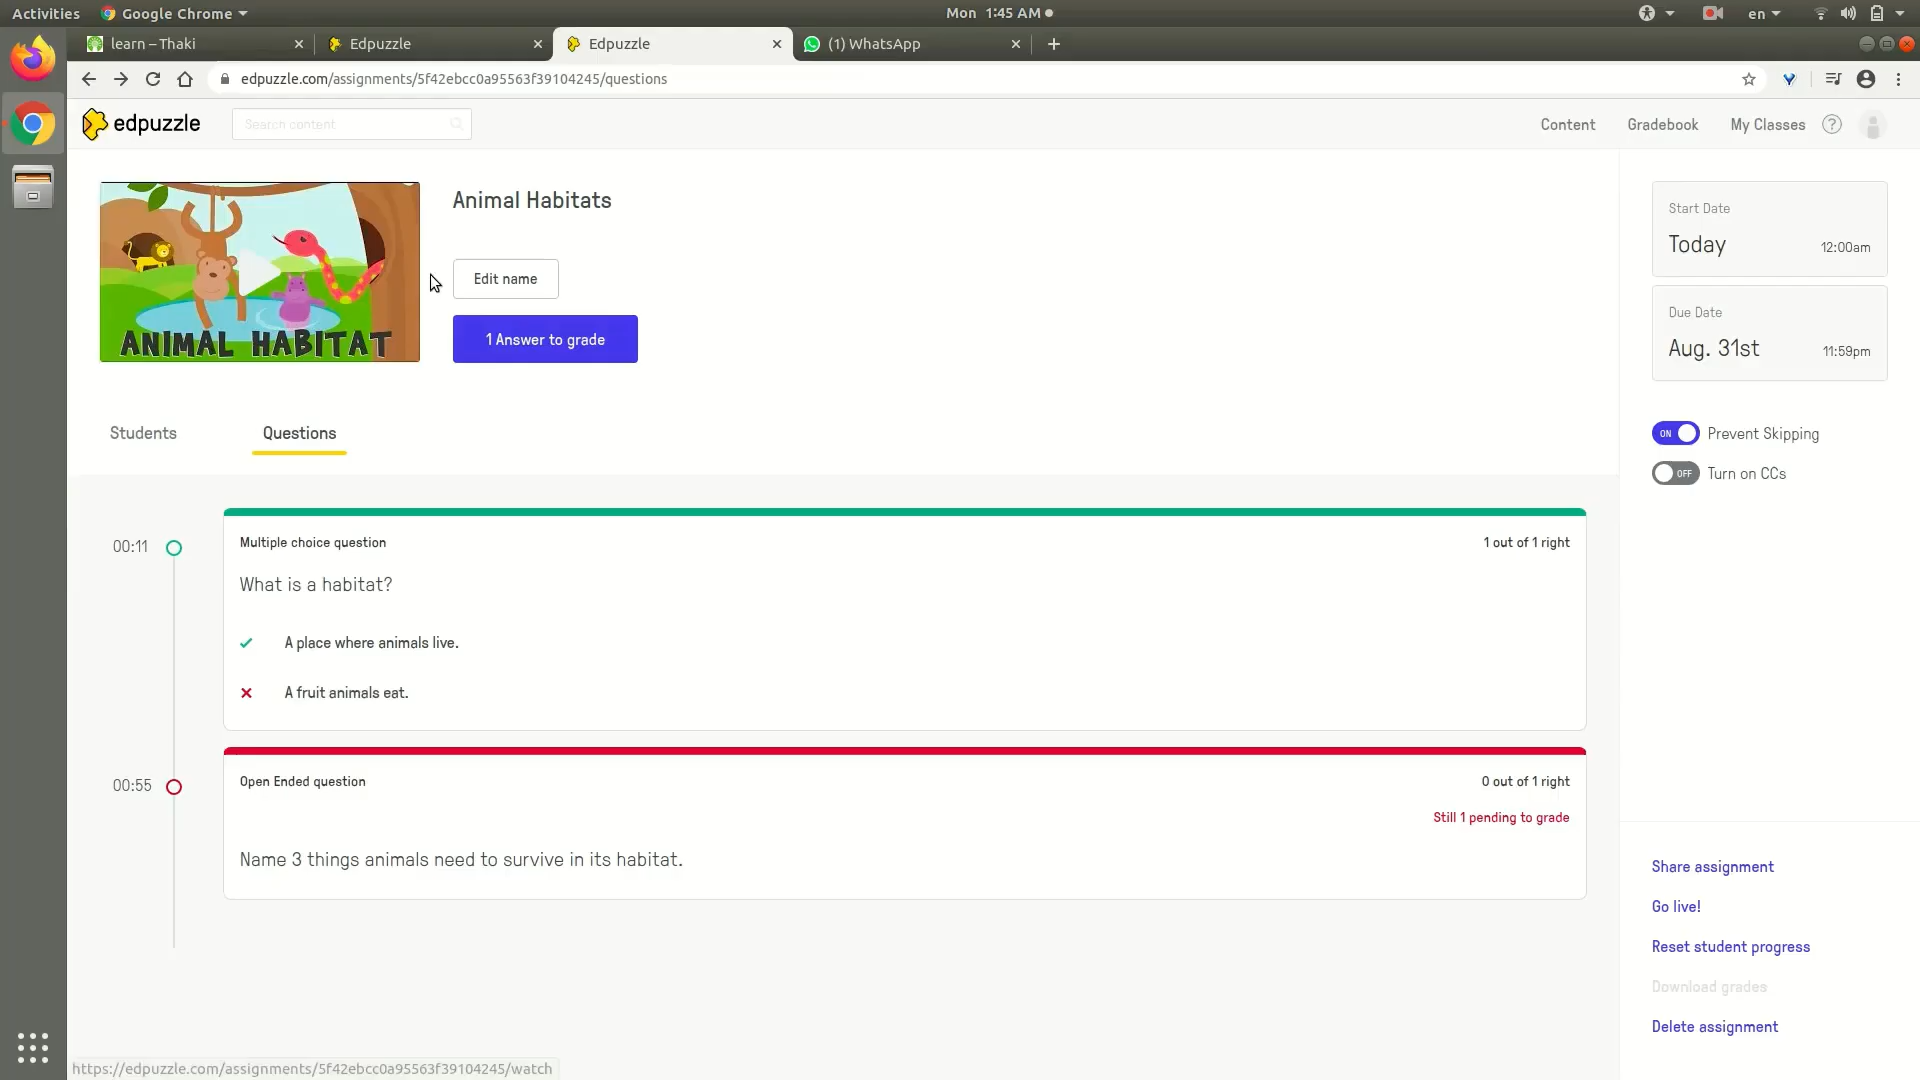 Activities
Google Chrome
Mon 1:45 AM
en
learn – Thaki
Edpuzzle
Edpuzzle
(1) WhatsApp
edpuzzle.com/assignments/5f42ebcc0a95563f39104245/questions
edpuzzle
Search content
Content
Gradebook
My Classes
?
ANIMAL HABITAT
Animal Habitats
Edit name
1 Answer to grade
Start Date
Today
12:00am
Due Date
Aug. 31st
11:59pm
Students
Questions
ON
Prevent Skipping
OFF
Turn on CCs
00:11
Multiple choice question
1 out of 1 right
What is a habitat?
A place where animals live.
A fruit animals eat.
00:55
Open Ended question
0 out of 1 right
Still 1 pending to grade
Name 3 things animals need to survive in its habitat.
Share assignment
Go live!
Reset student progress
Download grades
Delete assignment
https://edpuzzle.com/assignments/5f42ebcc0a95563f39104245/watch